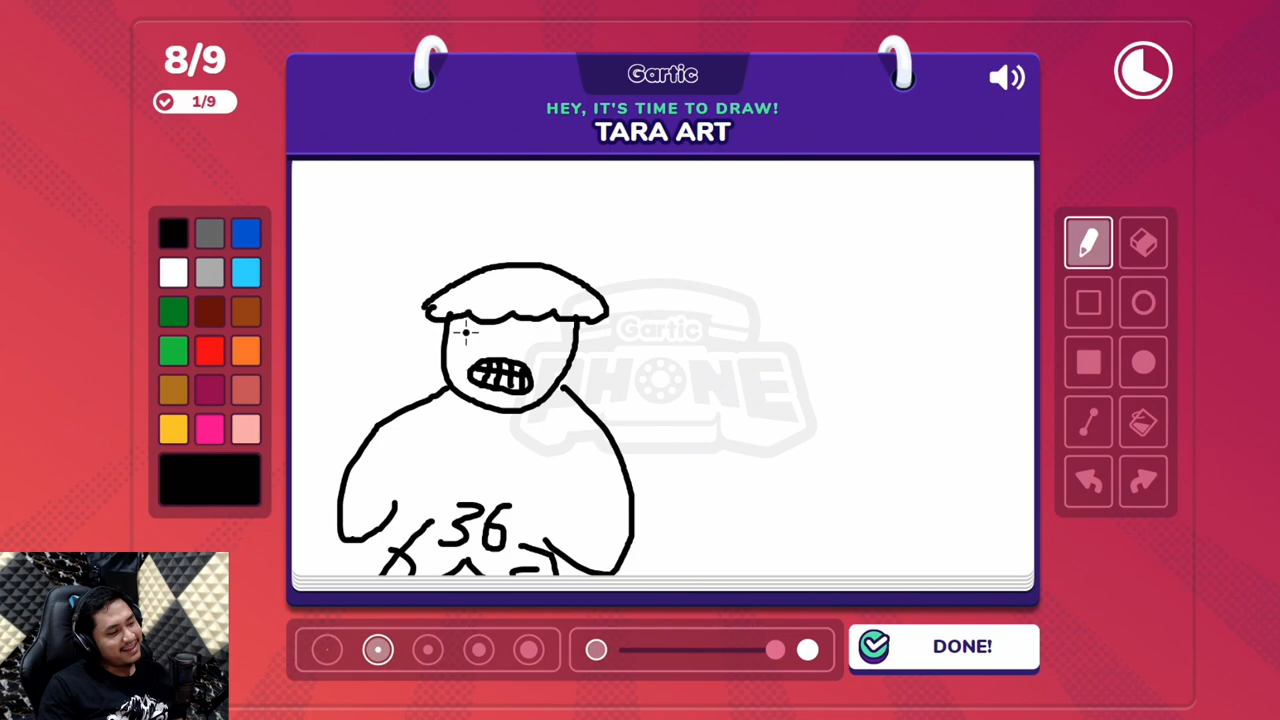 8/9
1/9
Gartic
HEY, IT'S TIME TO DRAW!
TARA ART
Gartic
PHONE
36
DONE!